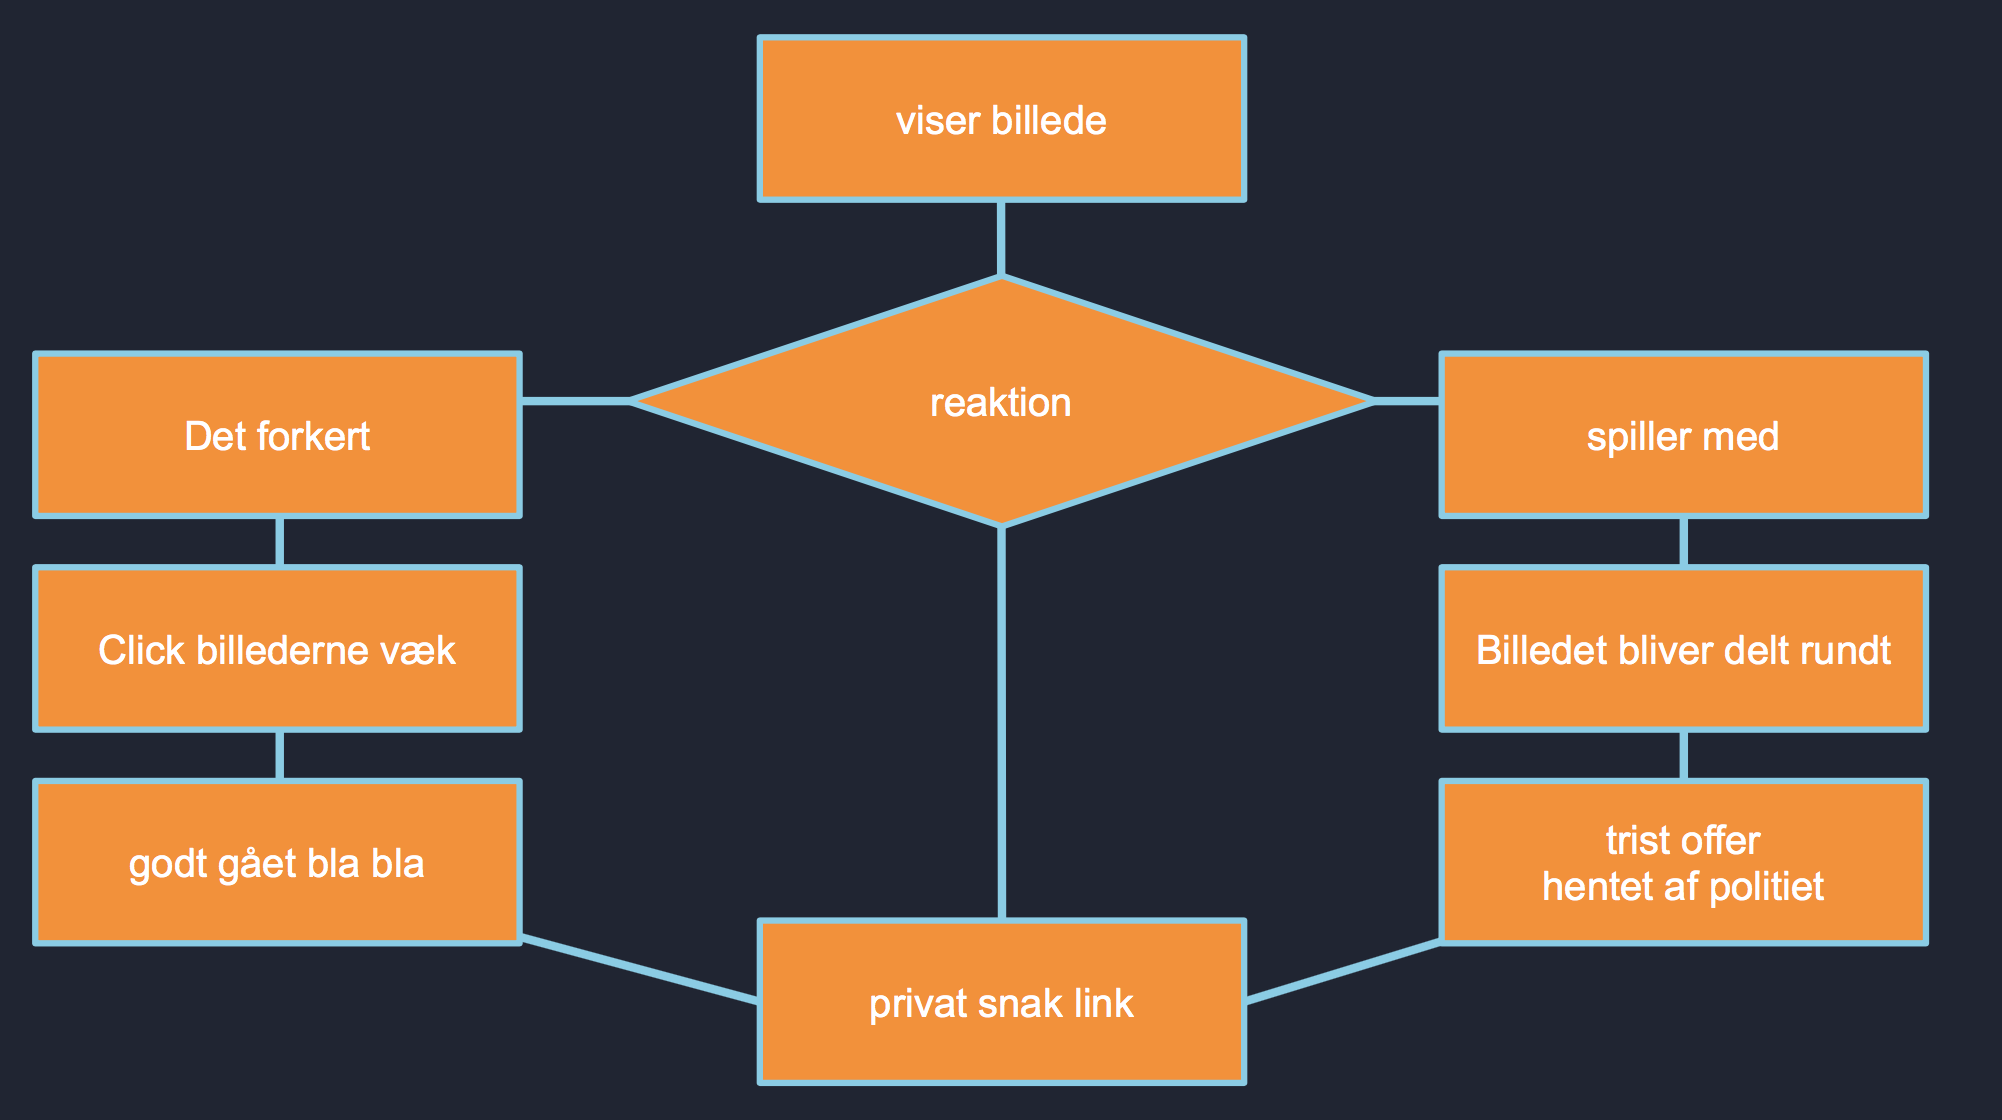 viser billede
reaktion
Det forkert
spiller med
Click billederne væk
Billedet bliver delt rundt
godt gået bla bla
trist offer
hentet af politiet
privat snak link